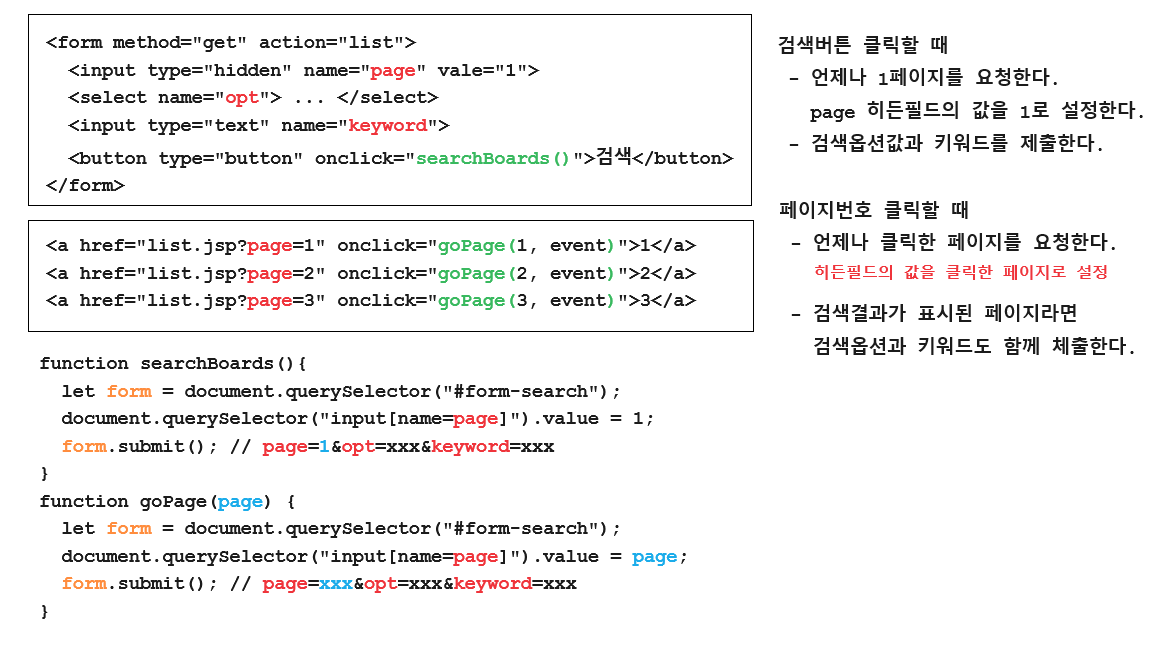 <form method="get" action="list">
<input type="hidden" name="page" vale="1">
<select name="opt"> ... </select>
<input type="text" name="keyword">
<button type="button" onclick="searchBoards()">검색</button>
</form>
<a href="list.jsp?page=1" onclick="goPage(1, event)">1</a>
<a href="list.jsp?page=2" onclick="goPage(2, event)">2</a>
<a href="list.jsp?page=3" onclick="goPage(3, event)">3</a>
function searchBoards(){
let form = document.querySelector("#form-search");
document.querySelector("input[name=page]").value = 1;
form.submit(); // page=1&opt=xxx&keyword=xxx
}
function goPage(page) {
let form = document.querySelector("#form-search");
document.querySelector("input[name=page]").value = page;
form.submit(); // page=xxx&opt=xxx&keyword=xxx
}
검색버튼 클릭할 때
- 언제나 1페이지를 요청한다.
page 히든필드의 값을 1로 설정한다.
- 검색옵션값과 키워드를 제출한다.
페이지번호 클릭할 때
- 언제나 클릭한 페이지를 요청한다.
히든필드의 값을 클릭한 페이지로 설정
- 검색결과가 표시된 페이지라면
검색옵션과 키워드도 함께 체출한다.